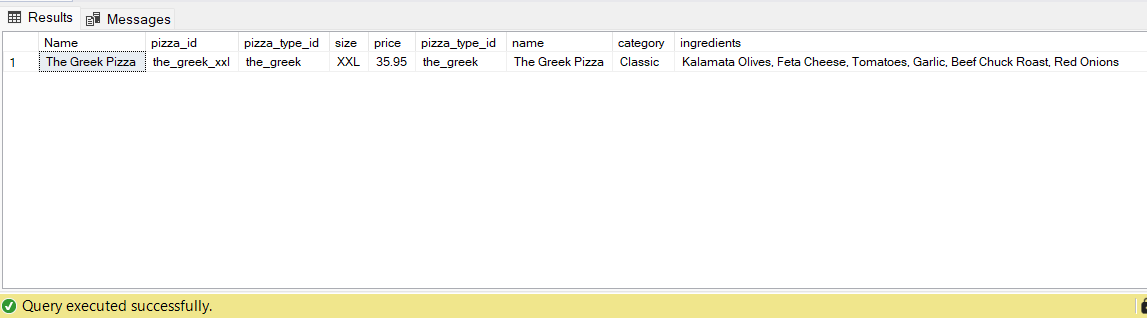 Results Messages
Name pizza_id pizza_type_id size price pizza_type_id name category ingredients
1 The Greek Pizza the_greek_xxl the_greek XXL 35.95 the_greek The Greek Pizza Classic Kalamata Olives, Feta Cheese, Tomatoes, Garlic, Beef Chuck Roast, Red Onions
Query executed successfully.